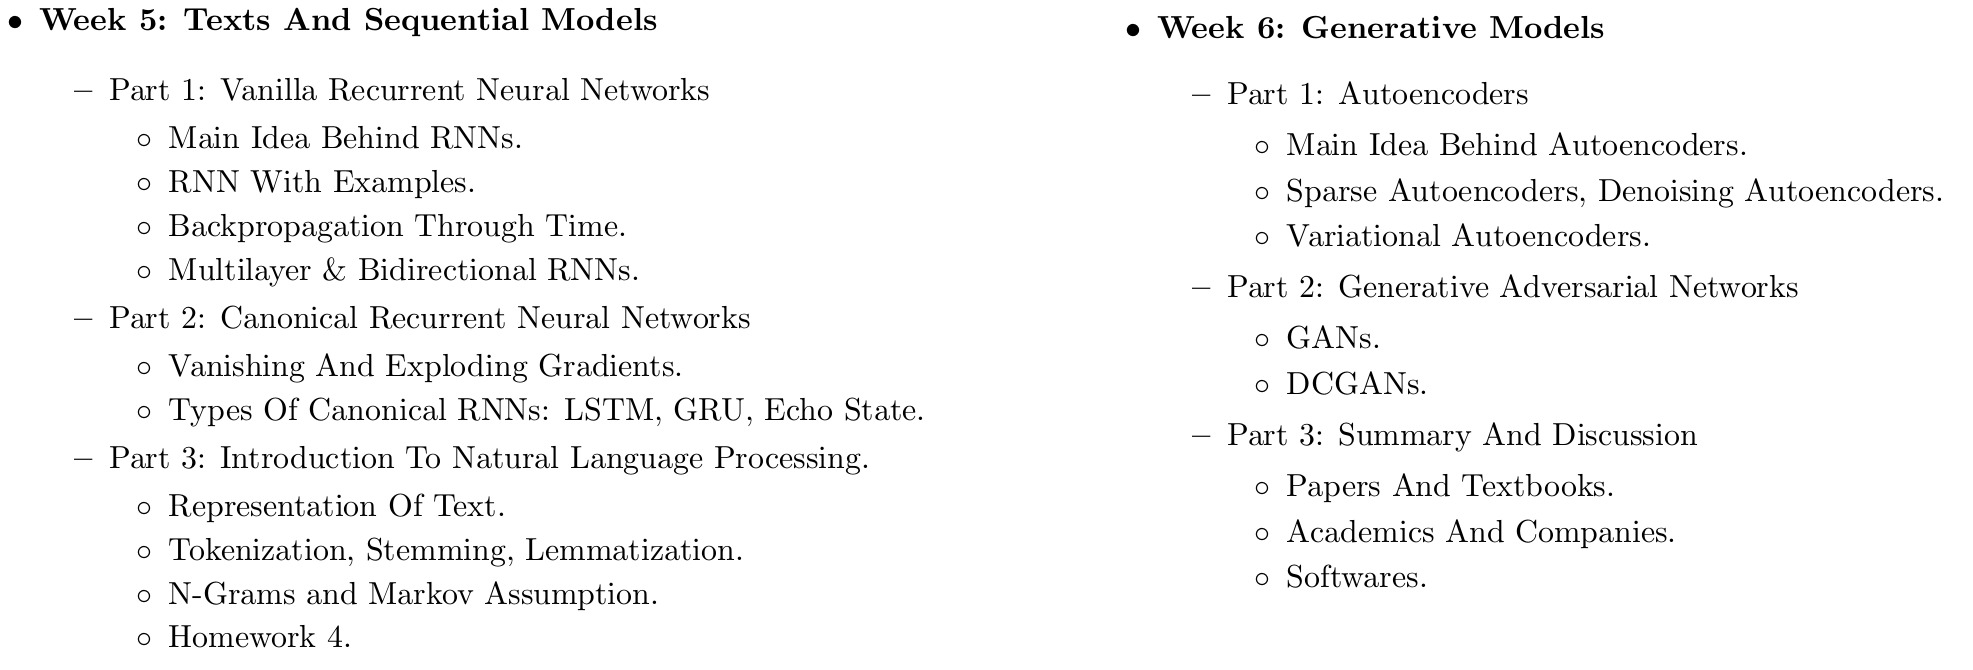 • Week 5: Texts And Sequential Models
– Part 1: Vanilla Recurrent Neural Networks
◦ Main Idea Behind RNNs.
◦ RNN With Examples.
◦ Backpropagation Through Time.
◦ Multilayer & Bidirectional RNNs.
– Part 2: Canonical Recurrent Neural Networks
◦ Vanishing And Exploding Gradients.
◦ Types Of Canonical RNNs: LSTM, GRU, Echo State.
– Part 3: Introduction To Natural Language Processing.
◦ Representation Of Text.
◦ Tokenization, Stemming, Lemmatization.
◦ N-Grams and Markov Assumption.
◦ Homework 4.
• Week 6: Generative Models
– Part 1: Autoencoders
◦ Main Idea Behind Autoencoders.
◦ Sparse Autoencoders, Denoising Autoencoders.
◦ Variational Autoencoders.
– Part 2: Generative Adversarial Networks
◦ GANs.
◦ DCGANs.
– Part 3: Summary And Discussion
◦ Papers And Textbooks.
◦ Academics And Companies.
◦ Softwares.